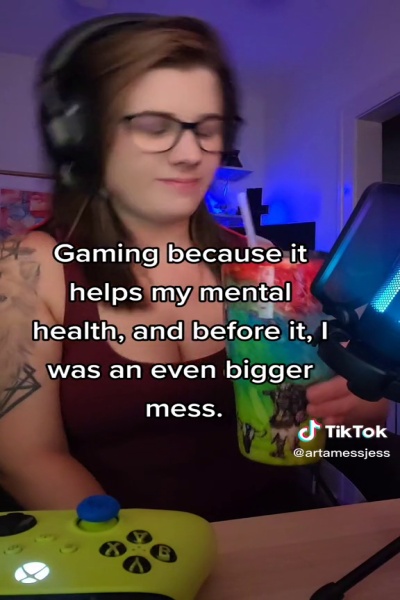 Gaming because it
helps my mental
health, and before it, I
was an even bigger
mess.
TikTok
@artamessjess
Y
X
B
A